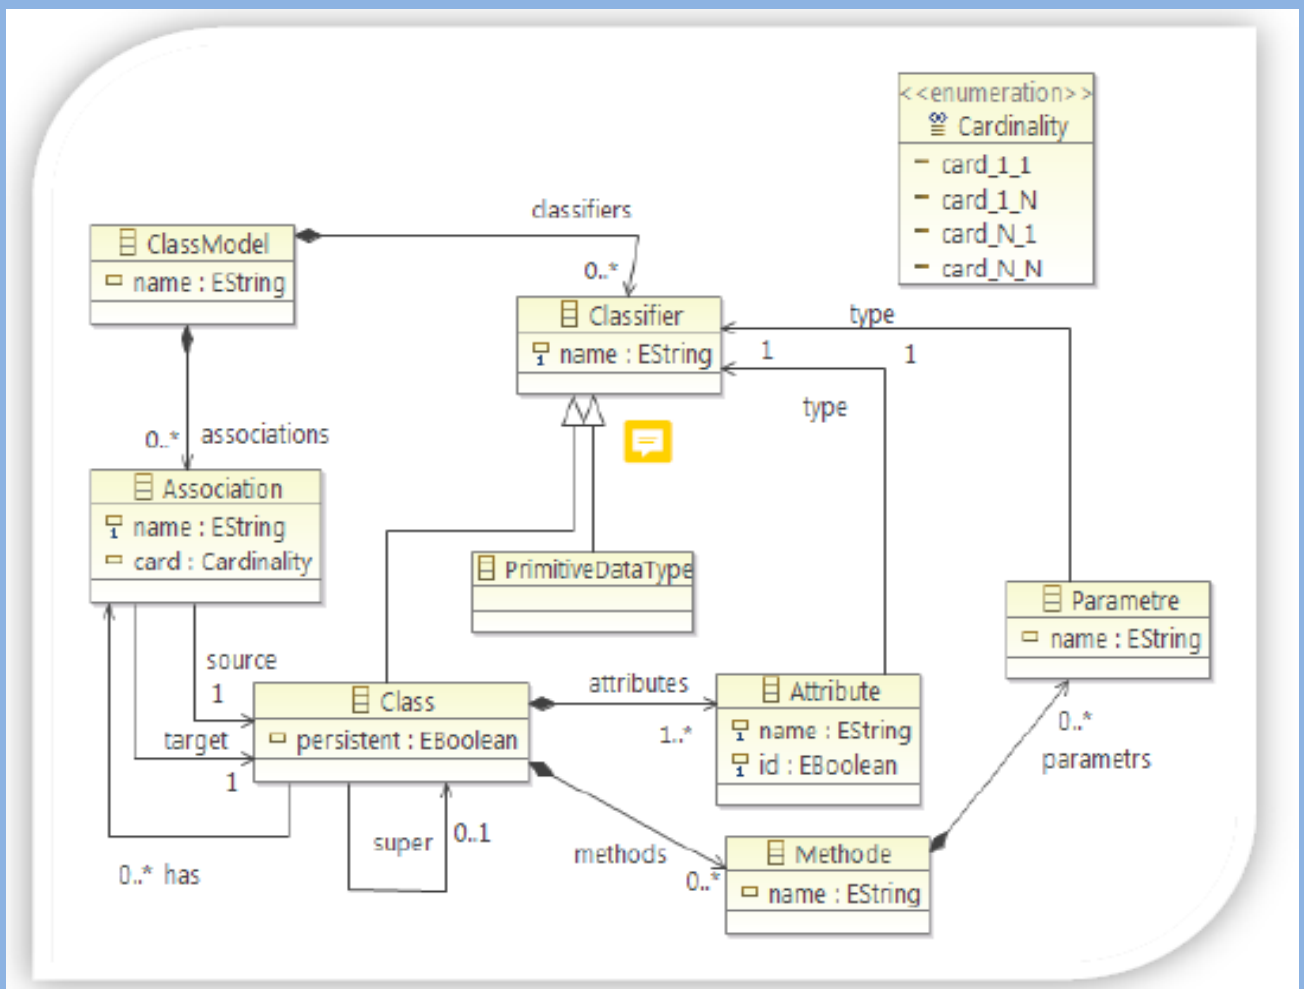 <<enumeration>>
Cardinality
card_1_1
card_1_N
card_N_1
card_N_N
classifiers
0..*
ClassModel
name : EString
Classifier
name : EString
type
1
1
type
0..*
associations
Association
name : EString
card : Cardinality
PrimitiveDataType
Parametre
name : EString
source
1
target
1
Class
persistent : EBoolean
attributes
1..*
Attribute
name : EString
id : EBoolean
0..*
parametrs
super
0..1
0..* has
methods
0..*
Methode
name : EString